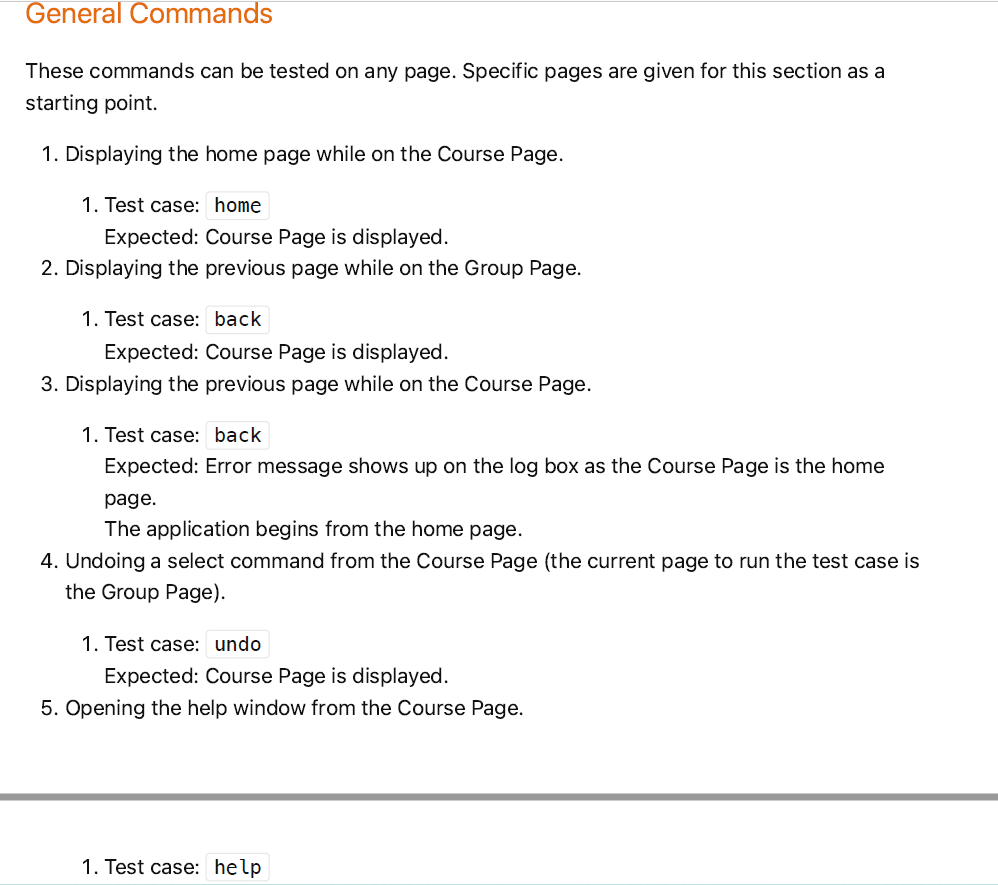 General Commands
These commands can be tested on any page. Specific pages are given for this section as a
starting point.
1. Displaying the home page while on the Course Page.
1. Test case: home
Expected: Course Page is displayed.
2. Displaying the previous page while on the Group Page.
1. Test case: back
Expected: Course Page is displayed.
3. Displaying the previous page while on the Course Page.
1. Test case: back
Expected: Error message shows up on the log box as the Course Page is the home
page.
The application begins from the home page.
4. Undoing a select command from the Course Page (the current page to run the test case is
the Group Page).
1. Test case: undo
Expected: Course Page is displayed.
5. Opening the help window from the Course Page.
1. Test case: help